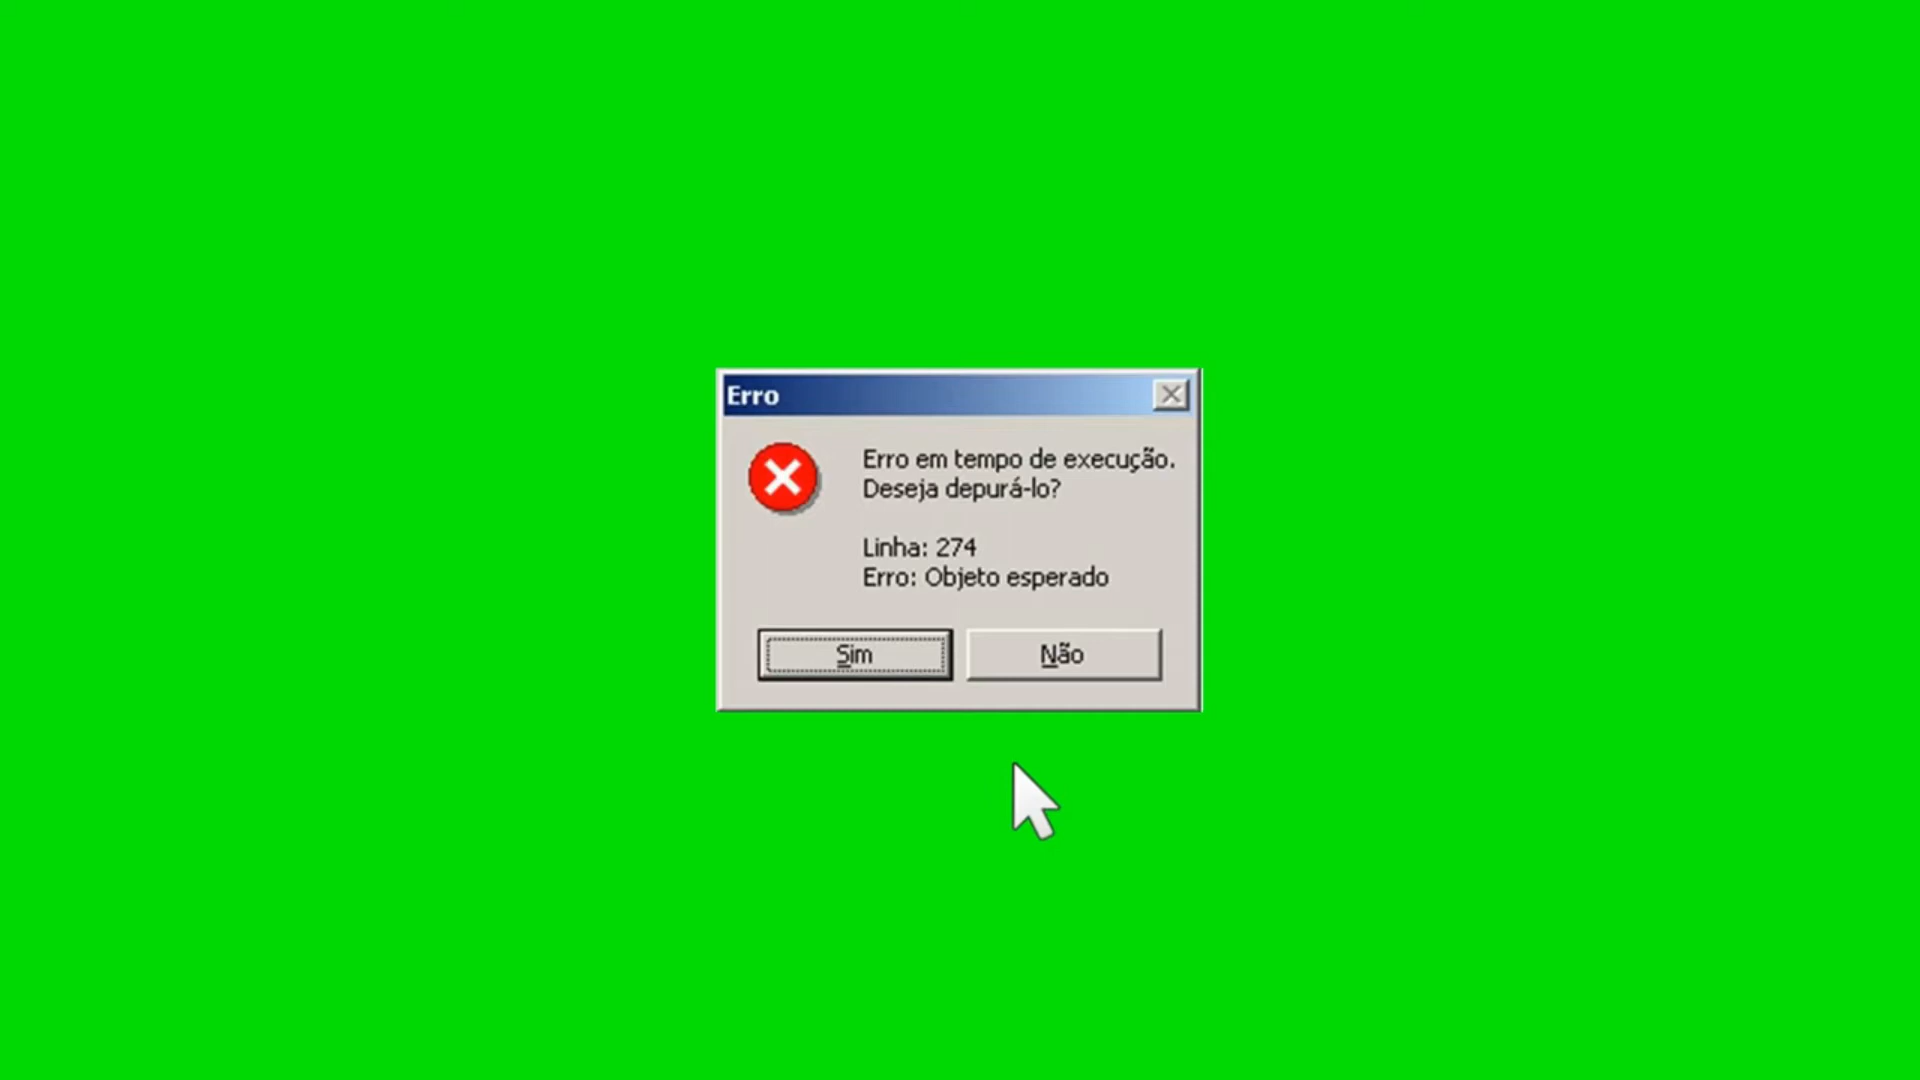 Erro
Erro em tempo de execução.
Deseja depurá-lo?
Linha: 274
Erro: Objeto esperado
Sim
Não